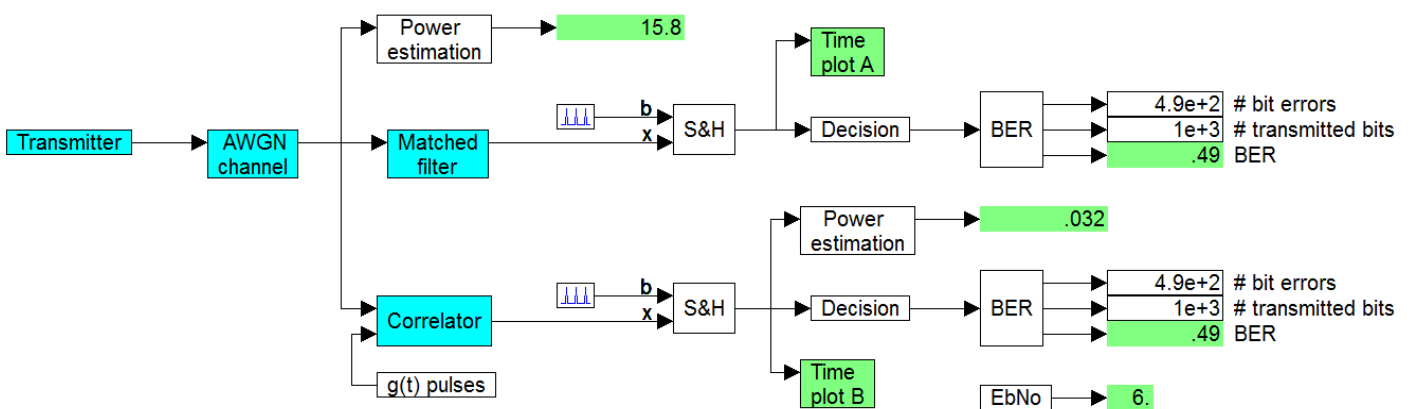 Power
estimation
15.8
Time
plot A
Transmitter
AWGN
channel
Matched
filter
b
x
S&H
Decision
BER
4.9e+2 # bit errors
1e+3 # transmitted bits
.49 BER
Power
estimation
.032
Correlator
b
x
S&H
Decision
BER
4.9e+2 # bit errors
1e+3 # transmitted bits
.49 BER
g(t) pulses
Time
plot B
EbNo
6.